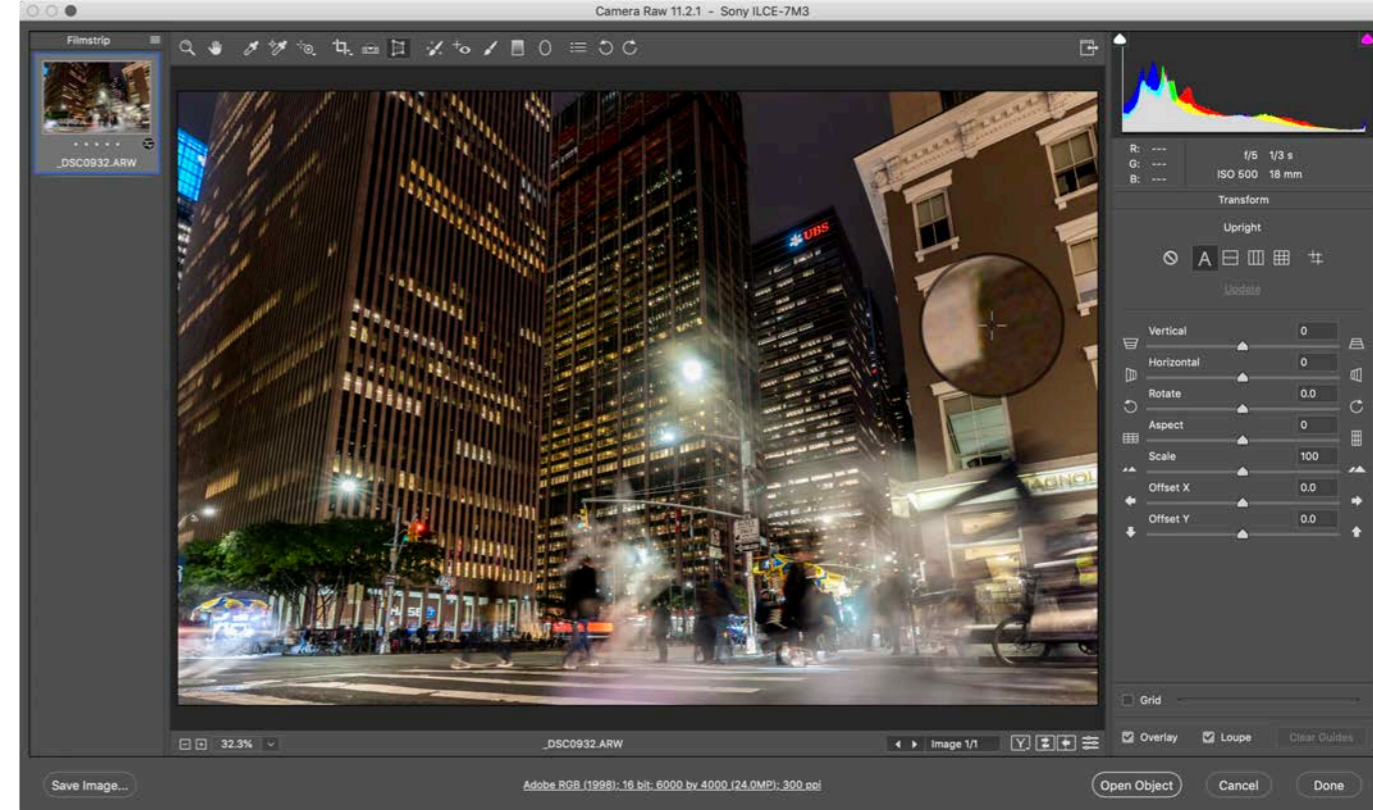 Camera Raw 11.2.1 - Sony ILCE-7M3
Filmstrip
_DSC0932.ARW
UBS
AGNOL
R: ---
G: ---
B: ---
f/5 1/3 s
ISO 500 18 mm
Transform
Upright
A
Update
Vertical 0
Horizontal 0
Rotate 0.0
Aspect 0
Scale 100
Offset X 0.0
Offset Y 0.0
Grid
Overlay Loupe Clear Guides
32.3% _DSC0932.ARW Image 1/1 Y
Save Image... Adobe RGB (1998); 16 bit; 6000 by 4000 (24.0MP); 300 ppi Open Object Cancel Done